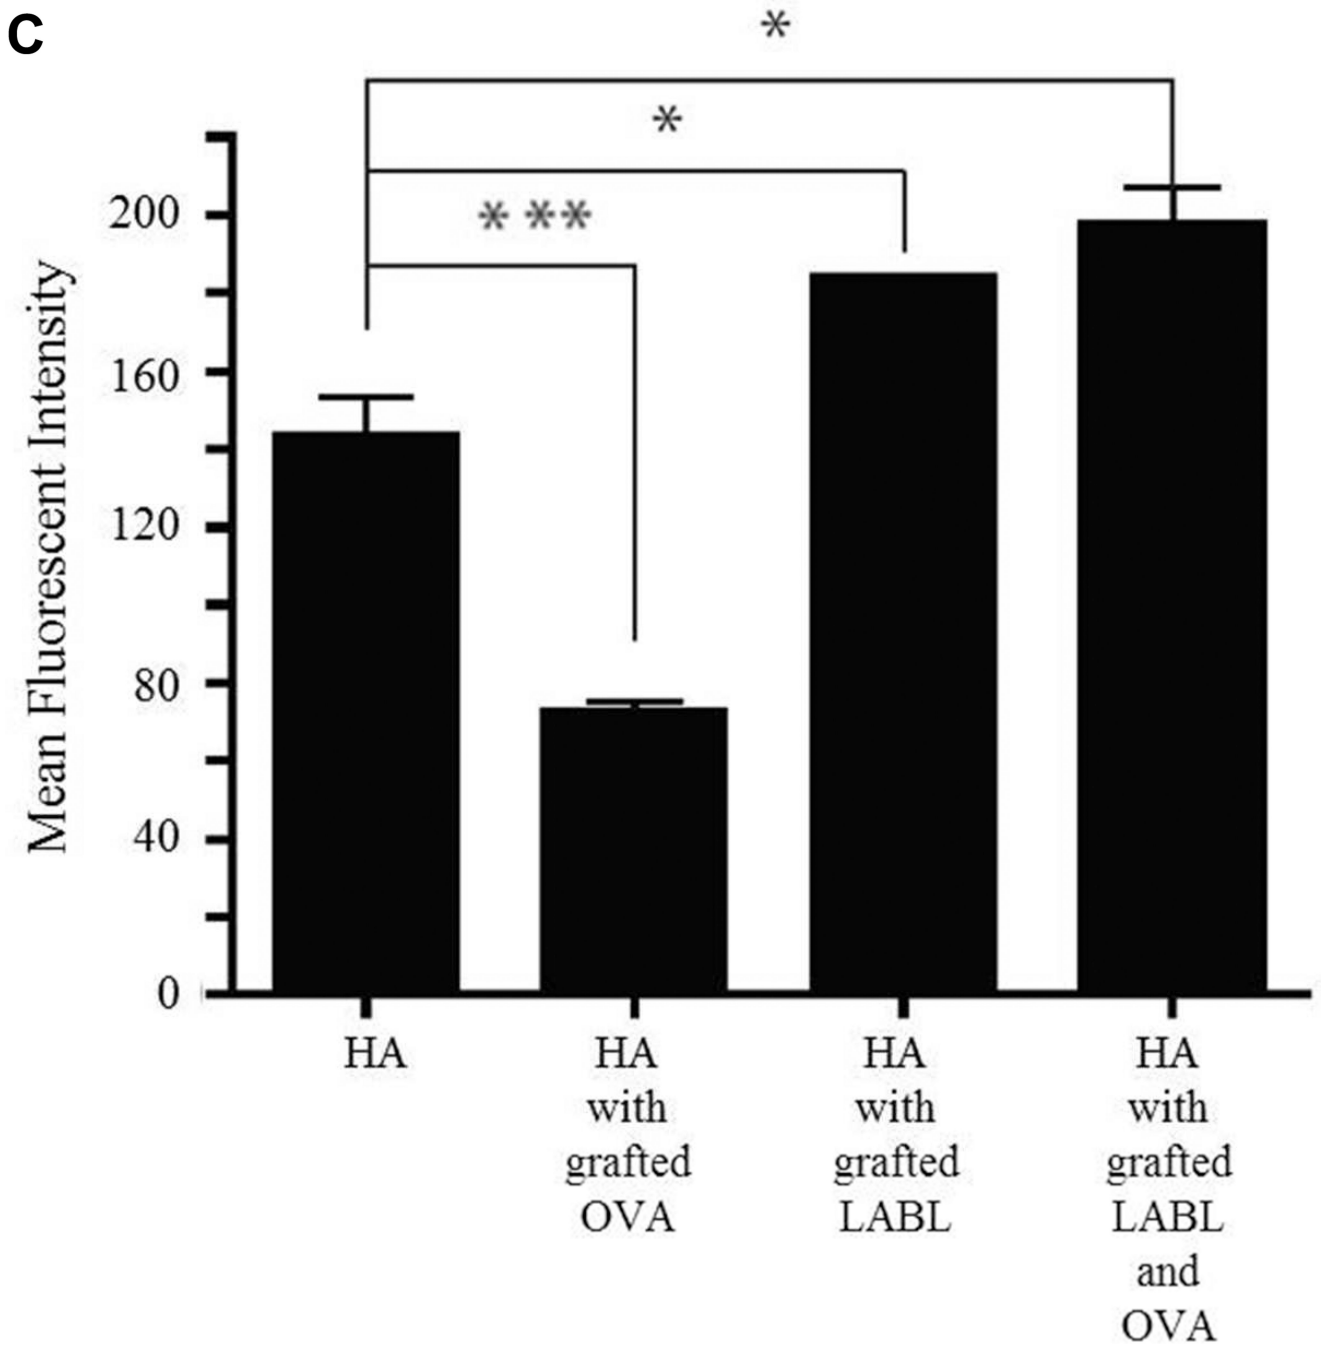 C
*
*
* **
Mean Fluorescent Intensity
200
160
120
80
40
0
HA
HA
with
grafted
OVA
HA
with
grafted
LABL
HA
with
grafted
LABL
and
OVA